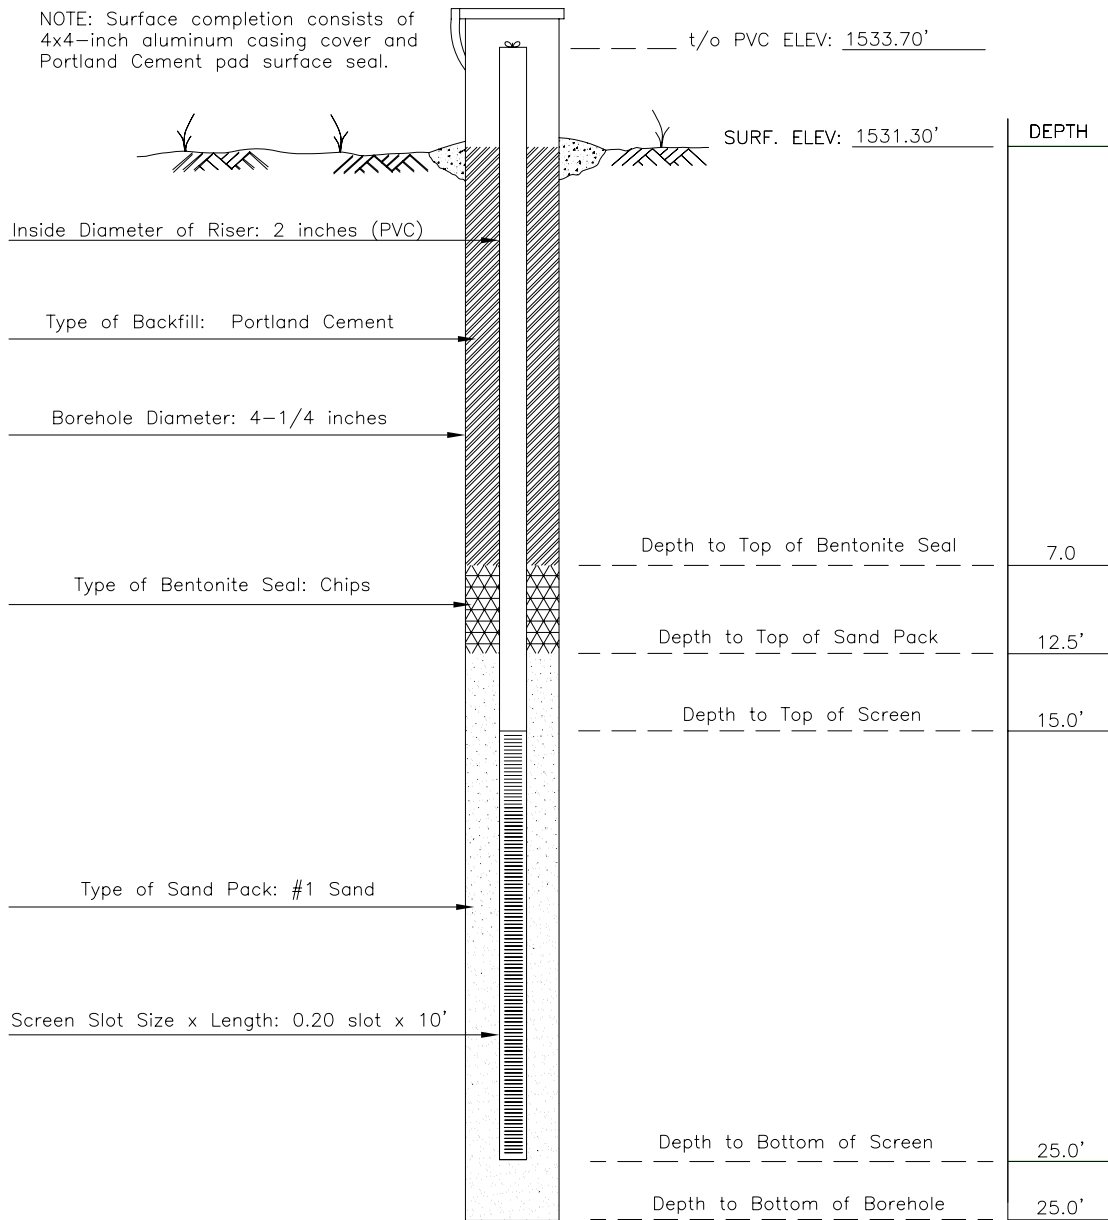 NOTE: Surface completion consists of
4x4-inch aluminum casing cover and
Portland Cement pad surface seal.
t/o PVC ELEV: 1533.70'
SURF. ELEV: 1531.30'
DEPTH
Inside Diameter of Riser: 2 inches (PVC)
Type of Backfill: Portland Cement
Borehole Diameter: 4-1/4 inches
Depth to Top of Bentonite Seal 7.0
Type of Bentonite Seal: Chips
Depth to Top of Sand Pack 12.5'
Depth to Top of Screen 15.0'
Type of Sand Pack: #1 Sand
Screen Slot Size x Length: 0.20 slot x 10'
Depth to Bottom of Screen 25.0'
Depth to Bottom of Borehole 25.0'